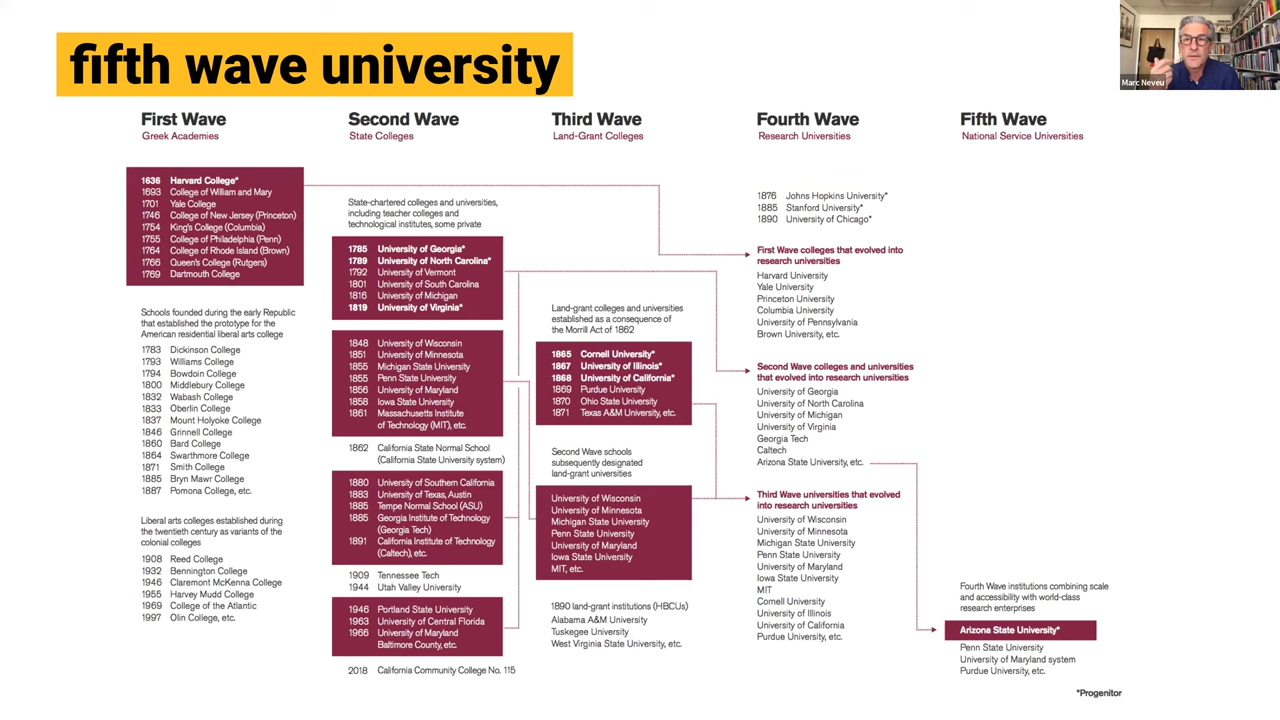 fifth wave university
Marc Neveu
First Wave
Greek Academies
1636 Harvard College*
1693 College of William and Mary
1701 Yale College
1746 College of New Jersey (Princeton)
1754 King's College (Columbia)
1755 College of Philadelphia (Penn)
1764 College of Rhode Island (Brown)
1766 Queen's College (Rutgers)
1769 Dartmouth College
Schools founded during the early Republic
that established the prototype for the
American residential liberal arts college
1783 Dickinson College
1793 Williams College
1794 Bowdoin College
1800 Middlebury College
1832 Wabash College
1833 Oberlin College
1837 Mount Holyoke College
1846 Grinnell College
1860 Bard College
1864 Swarthmore College
1871 Smith College
1885 Bryn Mawr College
1887 Pomona College, etc.
Liberal arts colleges established during
the twentieth century as variants of the
colonial colleges
1908 Reed College
1932 Bennington College
1946 Claremont McKenna College
1955 Harvey Mudd College
1969 College of the Atlantic
1997 Olin College, etc.
Second Wave
State Colleges
State-chartered colleges and universities,
including teacher colleges and
technological institutes, some private
1785 University of Georgia*
1789 University of North Carolina*
1792 University of Vermont
1801 University of South Carolina
1816 University of Michigan
1819 University of Virginia*
1848 University of Wisconsin
1851 University of Minnesota
1855 Michigan State University
1855 Penn State University
1856 University of Maryland
1858 Iowa State University
1861 Massachusetts Institute
of Technology (MIT), etc.
1862 California State Normal School
(California State University system)
1880 University of Southern California
1883 University of Texas, Austin
1885 Tempe Normal School (ASU)
1885 Georgia Institute of Technology
(Georgia Tech)
1891 California Institute of Technology
(Caltech), etc.
1909 Tennessee Tech
1944 Utah Valley University
1946 Portland State University
1963 University of Central Florida
1966 University of Maryland
Baltimore County, etc.
2018 California Community College No. 115
Third Wave
Land-Grant Colleges
Land-grant colleges and universities
established as a consequence of
the Morrill Act of 1862
1865 Cornell University*
1867 University of Illinois*
1868 University of California*
1869 Purdue University
1870 Ohio State University
1871 Texas A&M University, etc.
Second Wave schools
subsequently designated
land-grant universities
University of Wisconsin
University of Minnesota
Michigan State University
Penn State University
University of Maryland
Iowa State University
MIT, etc.
1890 land-grant institutions (HBCUs)
Alabama A&M University
Tuskegee University
West Virginia State University, etc.
Fourth Wave
Research Universities
1876 Johns Hopkins University*
1885 Stanford University*
1890 University of Chicago*
First Wave colleges that evolved into
research universities
Harvard University
Yale University
Princeton University
Columbia University
University of Pennsylvania
Brown University, etc.
Second Wave colleges and universities
that evolved into research universities
University of Georgia
University of North Carolina
University of Michigan
University of Virginia
Georgia Tech
Caltech
Arizona State University, etc.
Third Wave universities that evolved
into research universities
University of Wisconsin
University of Minnesota
Michigan State University
Penn State University
University of Maryland
Iowa State University
MIT
Cornell University
University of Illinois
University of California
Purdue University, etc.
Fifth Wave
National Service Universities
Fourth Wave institutions combining scale
and accessibility with world-class
research enterprises
Arizona State University*
Penn State University
University of Maryland system
Purdue University, etc.
*Progenitor